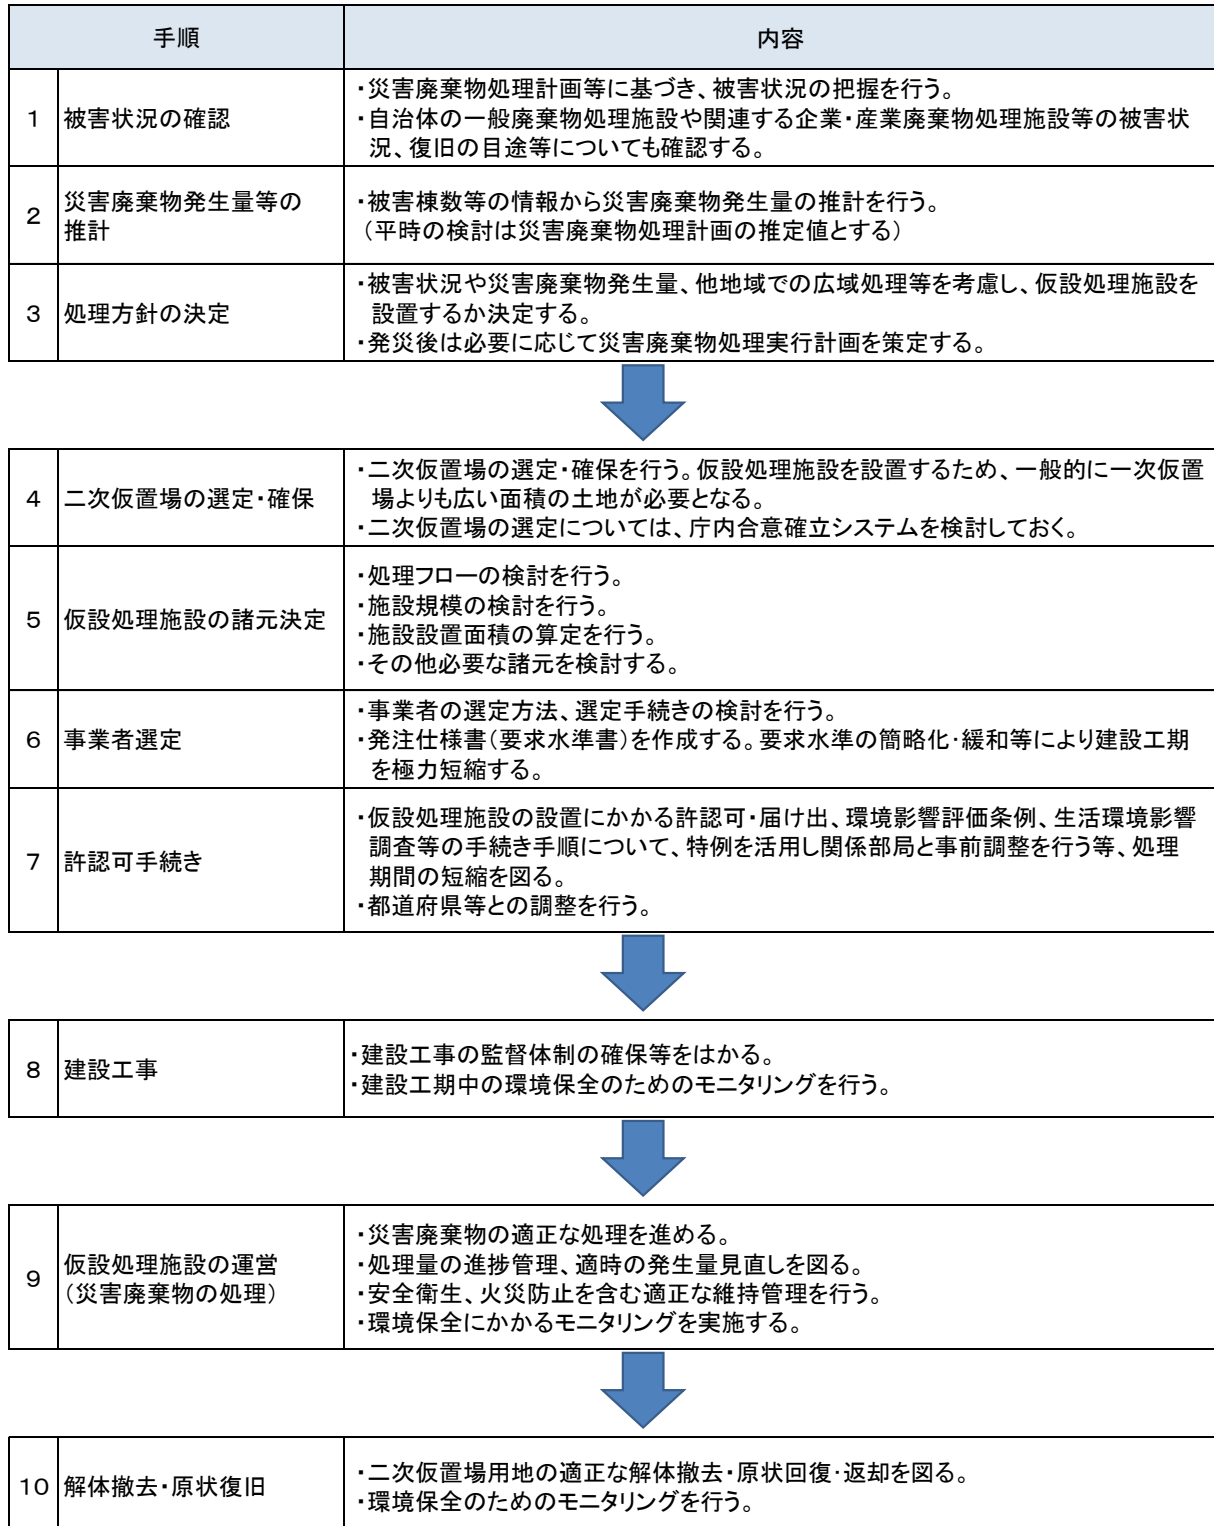 手順 内容
1 被害状況の確認
・災害廃棄物処理計画等に基づき、被害状況の把握を行う。
・自治体の一般廃棄物処理施設や関連する企業・産業廃棄物処理施設等の被害状
況、復旧の目途等についても確認する。
2 災害廃棄物発生量等の
推計
・被害棟数等の情報から災害廃棄物発生量の推計を行う。
（平時の検討は災害廃棄物処理計画の推定値とする）
3 処理方針の決定
・被害状況や災害廃棄物発生量、他地域での広域処理等を考慮し、仮設処理施設を
設置するか決定する。
・発災後は必要に応じて災害廃棄物処理実行計画を策定する。
4 二次仮置場の選定・確保
・二次仮置場の選定・確保を行う。仮設処理施設を設置するため、一般的に一次仮置
場よりも広い面積の土地が必要となる。
・二次仮置場の選定については、庁内合意確立システムを検討しておく。
5 仮設処理施設の諸元決定
・処理フローの検討を行う。
・施設規模の検討を行う。
・施設設置面積の算定を行う。
・その他必要な諸元を検討する。
6 事業者選定
・事業者の選定方法、選定手続きの検討を行う。
・発注仕様書（要求水準書）を作成する。要求水準の簡略化・緩和等により建設工期
を極力短縮する。
7 許認可手続き
・仮設処理施設の設置にかかる許認可・届け出、環境影響評価条例、生活環境影響
調査等の手続き手順について、特例を活用し関係部局と事前調整を行う等、処理
期間の短縮を図る。
・都道府県等との調整を行う。
8 建設工事
・建設工事の監督体制の確保等をはかる。
・建設工期中の環境保全のためのモニタリングを行う。
9 仮設処理施設の運営
（災害廃棄物の処理）
・災害廃棄物の適正な処理を進める。
・処理量の進捗管理、適時の発生量見直しを図る。
・安全衛生、火災防止を含む適正な維持管理を行う。
・環境保全にかかるモニタリングを実施する。
10 解体撤去・原状復旧
・二次仮置場用地の適正な解体撤去・原状回復・返却を図る。
・環境保全のためのモニタリングを行う。